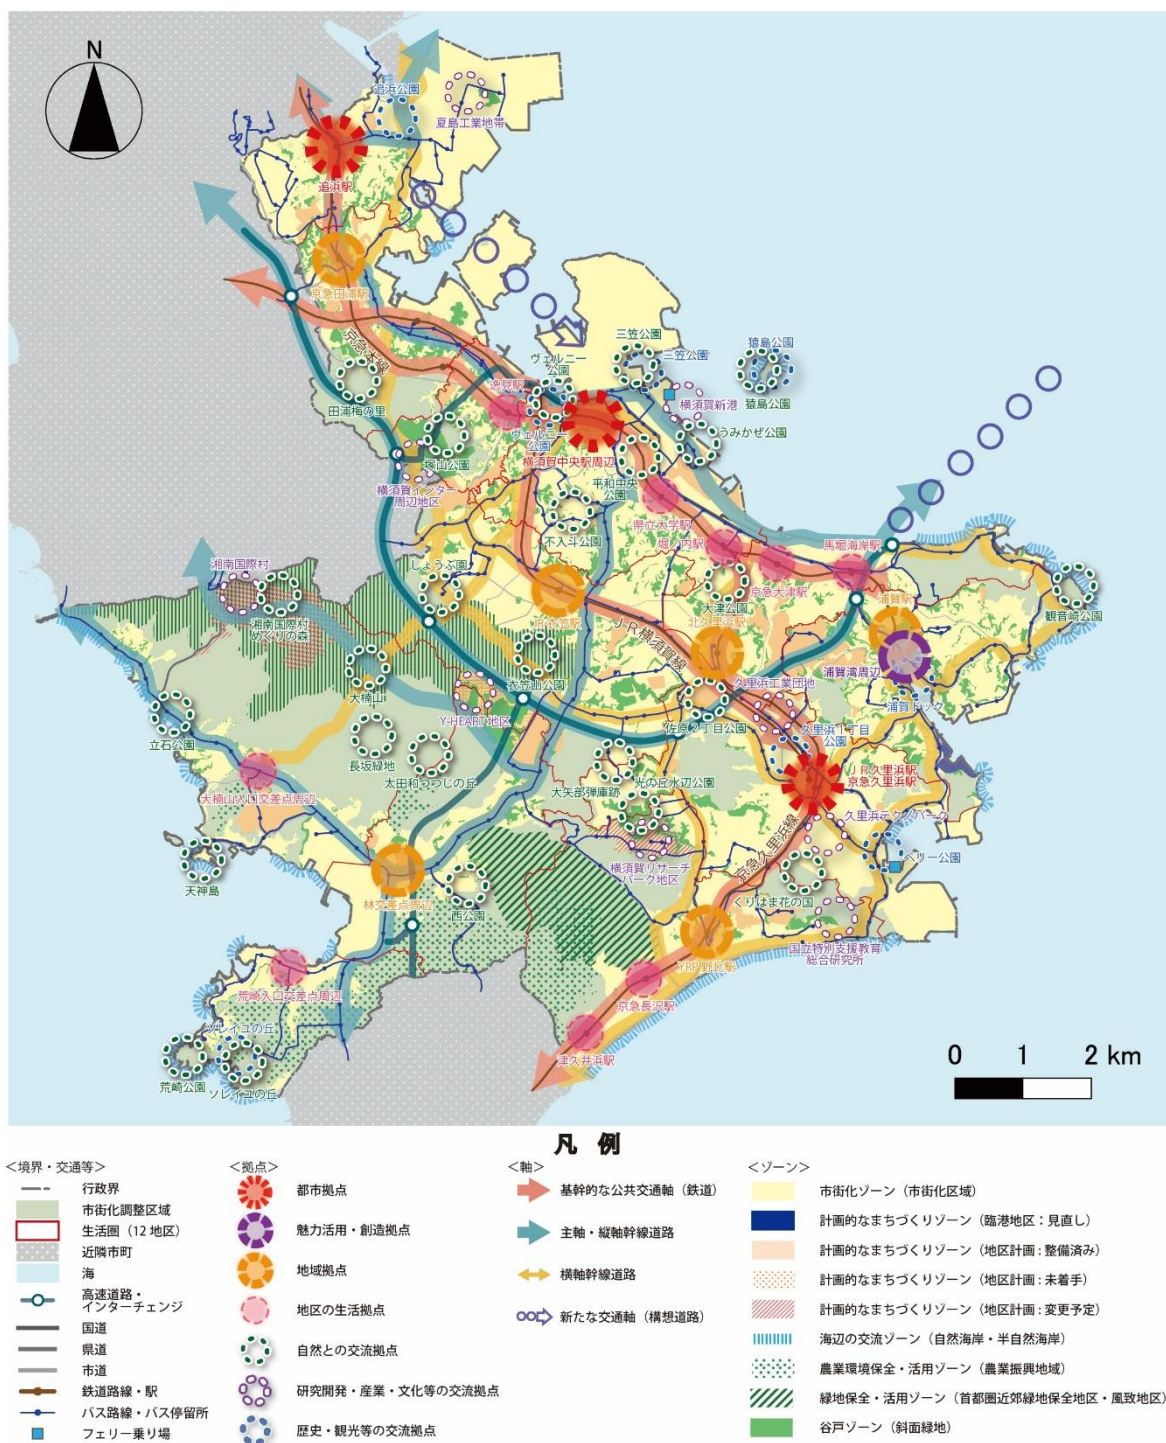 N
追浜公園
夏島工業地帯
追浜駅
京急田浦駅
京急本線
田浦梅の里
逸見駅
ヴェルニー
公園
ヴェルニー
公園
三笠公園
三笠公園
猿島公園
猿島公園
横須賀新港
うみかぜ公園
横須賀中央駅周辺
塚山公園
横須賀インター
周辺地区
平和中央
公園
県立大学駅
不入斗公園
堀ノ内駅
馬堀海岸駅
京急大津駅
湘南国際村
湘南国際村
めぐりの森
しょうぶ園
JR衣笠駅
大津公園
浦賀駅
観音崎公園
JR横須賀線
北久里浜駅
浦賀湾周辺
浦賀ドック
大楠山
衣笠山公園
久里浜工業団地
Y-HEART地区
佐原2丁目公園
久里浜1丁目
公園
立石公園
長坂緑地
太田和つつじの丘
大矢部弾庫跡
光の丘水辺公園
JR久里浜駅
京急久里浜駅
大楠山入口交差点周辺
久里浜テクノパーク
ペリー公園
京急久里浜線
横須賀リサーチ
パーク地区
天神島
林交差点周辺
西公園
くりはま花の国
YRP野比駅
国立特別支援教育
総合研究所
荒崎入口交差点周辺
京急長沢駅
津久井浜駅
ソレイユの丘
荒崎公園
ソレイユの丘
0 1 2 km
凡 例
<境界・交通等>
行政界
市街化調整区域
生活圏(12地区)
近隣市町
海
高速道路・
インターチェンジ
国道
県道
市道
鉄道路線・駅
バス路線・バス停留所
フェリー乗り場
<拠点>
都市拠点
魅力活用・創造拠点
地域拠点
地区の生活拠点
自然との交流拠点
研究開発・産業・文化等の交流拠点
歴史・観光等の交流拠点
<軸>
基幹的な公共交通軸(鉄道)
主軸・縦軸幹線道路
横軸幹線道路
新たな交通軸(構想道路)
<ゾーン>
市街化ゾーン(市街化区域)
計画的なまちづくりゾーン(臨港地区:見直し)
計画的なまちづくりゾーン(地区計画:整備済み)
計画的なまちづくりゾーン(地区計画:未着手)
計画的なまちづくりゾーン(地区計画:変更予定)
海辺の交流ゾーン(自然海岸・半自然海岸)
農業環境保全・活用ゾーン(農業振興地域)
緑地保全・活用ゾーン(首都圏近郊緑地保全地区・風致地区)
谷戸ゾーン(斜面緑地)